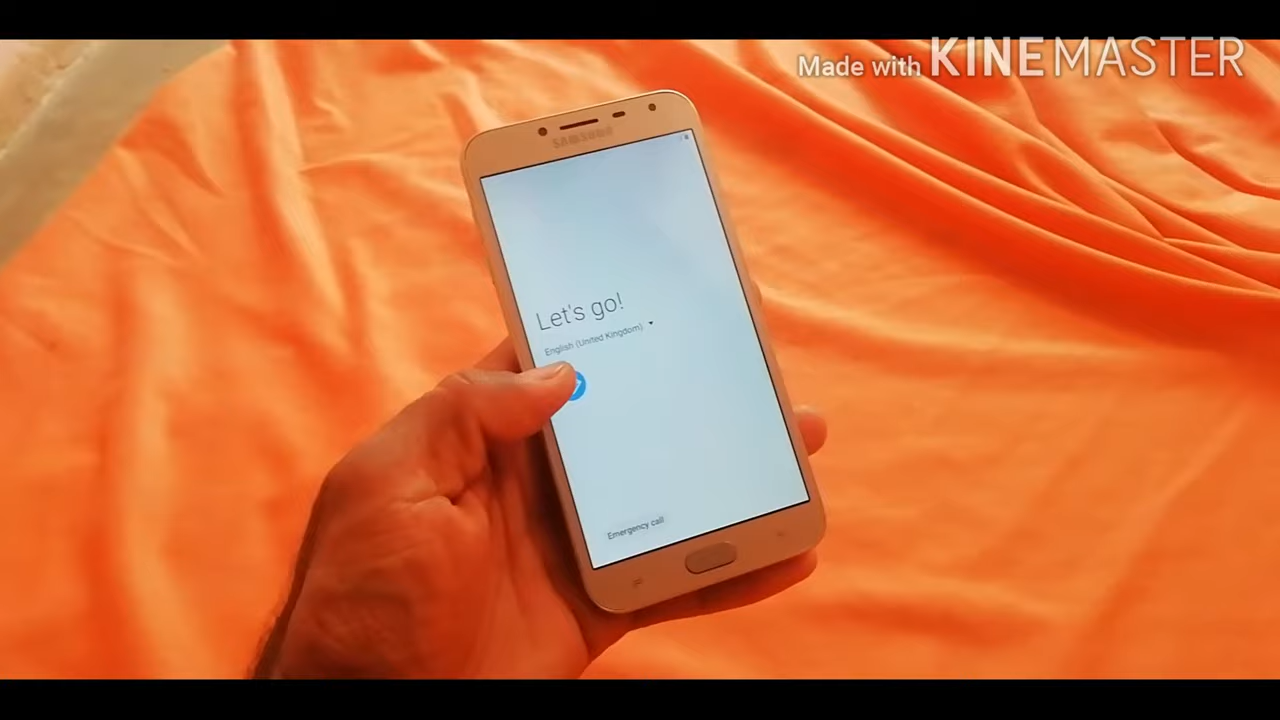 Made with KINEMASTER
SAMSUNG
Let's go!
English (United Kingdom)
Emergency call